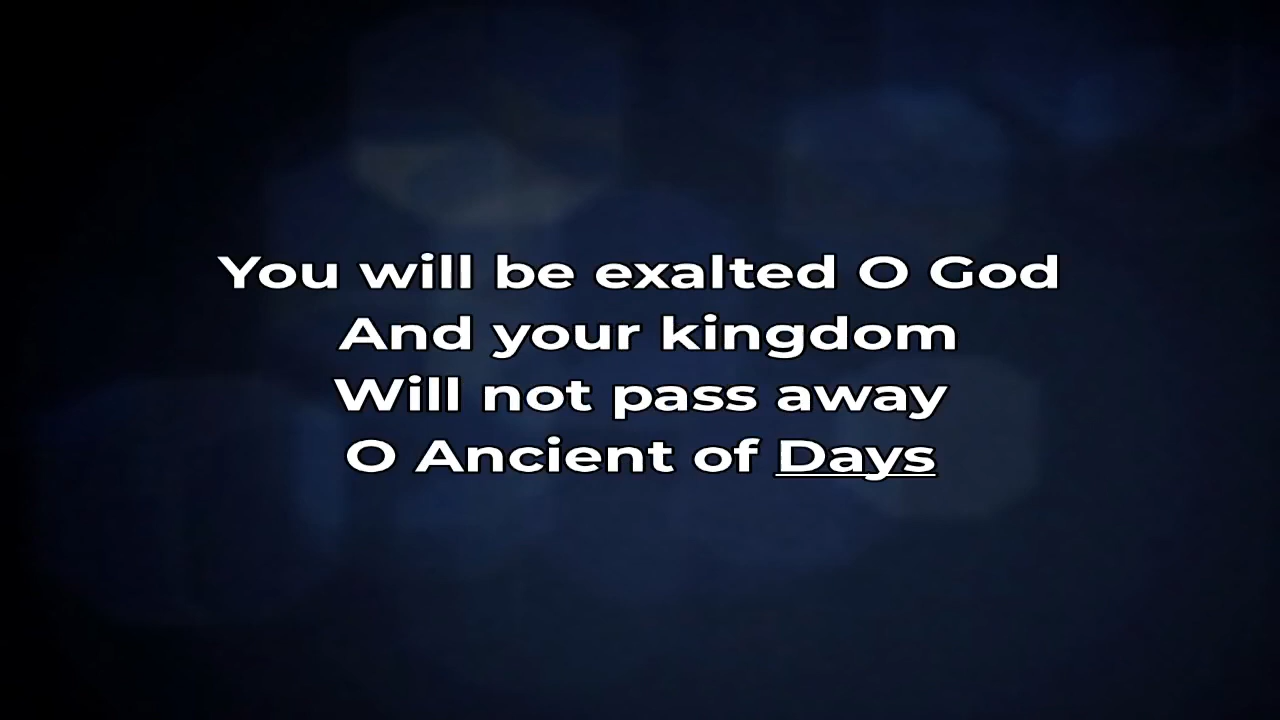 You will be exalted O God
And your kingdom
Will not pass away
O Ancient of Days